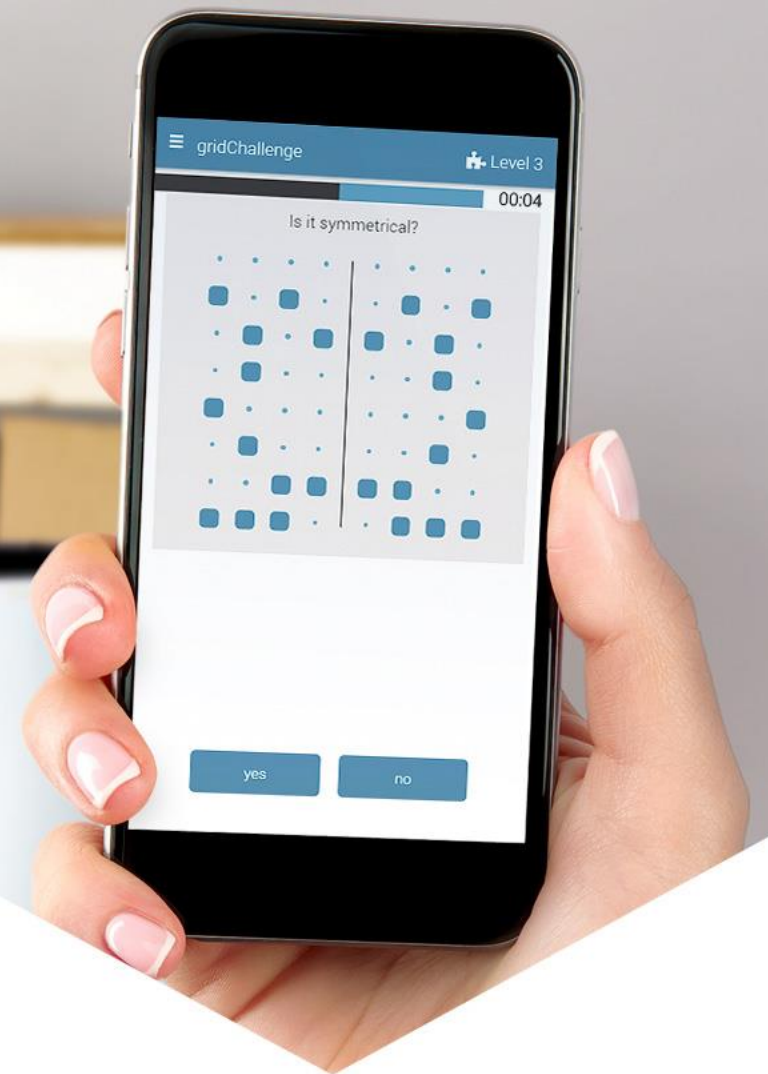 gridChallenge
Level 3
00:04
Is it symmetrical?
yes
no